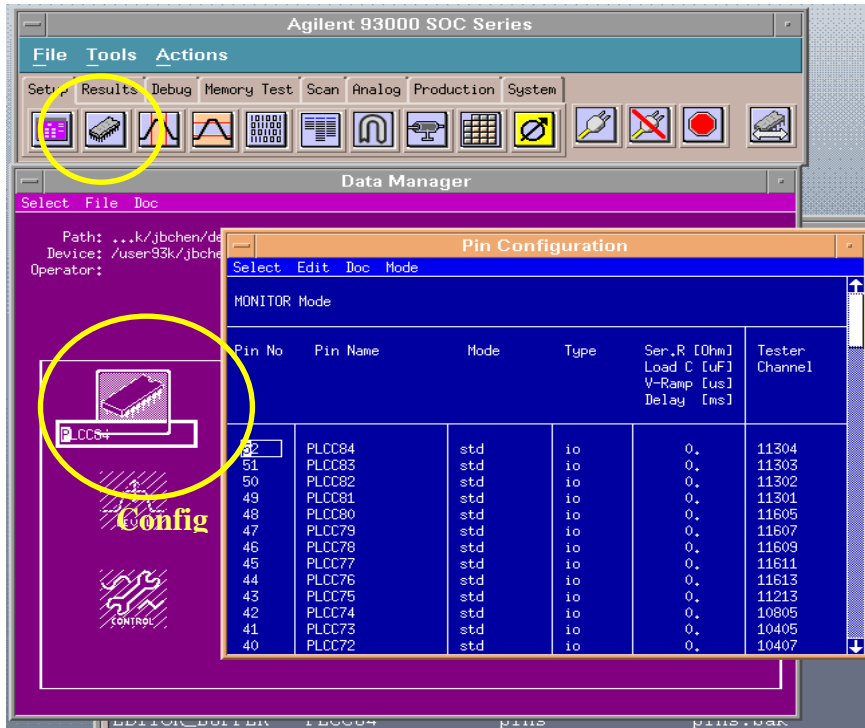 Agilent 93000 SOC Series
File Tools Actions
Setup Results Debug Memory Test Scan Analog Production System
Data Manager
Select File Doc
Path: ...k/jbchen/de
Device: /user93k/jbche
Operator:
PLCC84
Config
CONTROL
Pin Configuration
Select Edit Doc Mode
MONITOR Mode
Pin No Pin Name Mode Type Ser.R [Ohm] Tester
Load C [uF] Channel
V-Ramp [us]
Delay [ms]
52 PLCC84 std io 0. 11304
51 PLCC83 std io 0. 11303
50 PLCC82 std io 0. 11302
49 PLCC81 std io 0. 11301
48 PLCC80 std io 0. 11605
47 PLCC79 std io 0. 11607
46 PLCC78 std io 0. 11609
45 PLCC77 std io 0. 11611
44 PLCC76 std io 0. 11613
43 PLCC75 std io 0. 11213
42 PLCC74 std io 0. 10805
41 PLCC73 std io 0. 10405
40 PLCC72 std io 0. 10407
EDITOR_BUFFER PLCC84 pins pins.bak